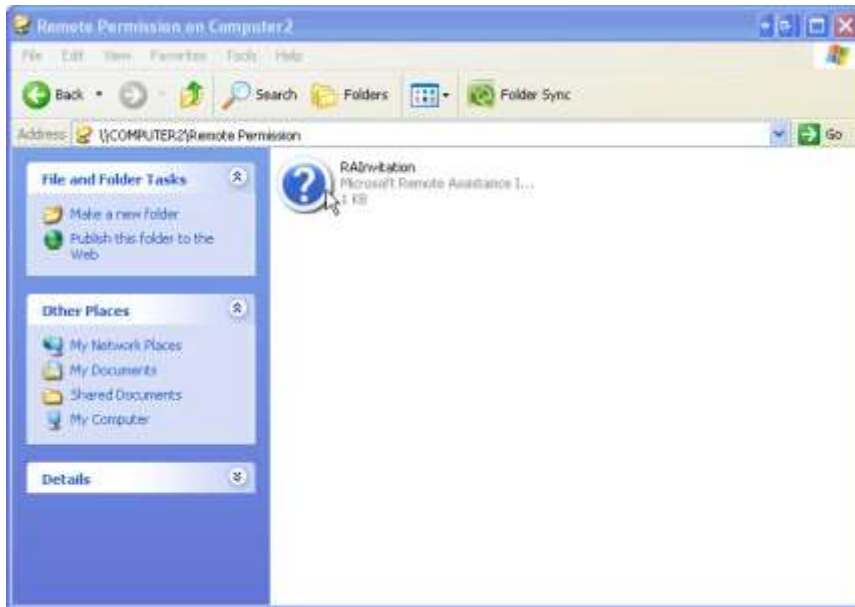 Remote Permission on Computer2
File Edit View Favorites Tools Help
Back Search Folders Folder Sync
Address \\COMPUTER2\Remote Permission Go
File and Folder Tasks
Make a new folder
Publish this folder to the
Web
Other Places
My Network Places
My Documents
Shared Documents
My Computer
Details
RAInvitation
Microsoft Remote Assistance I...
1 KB